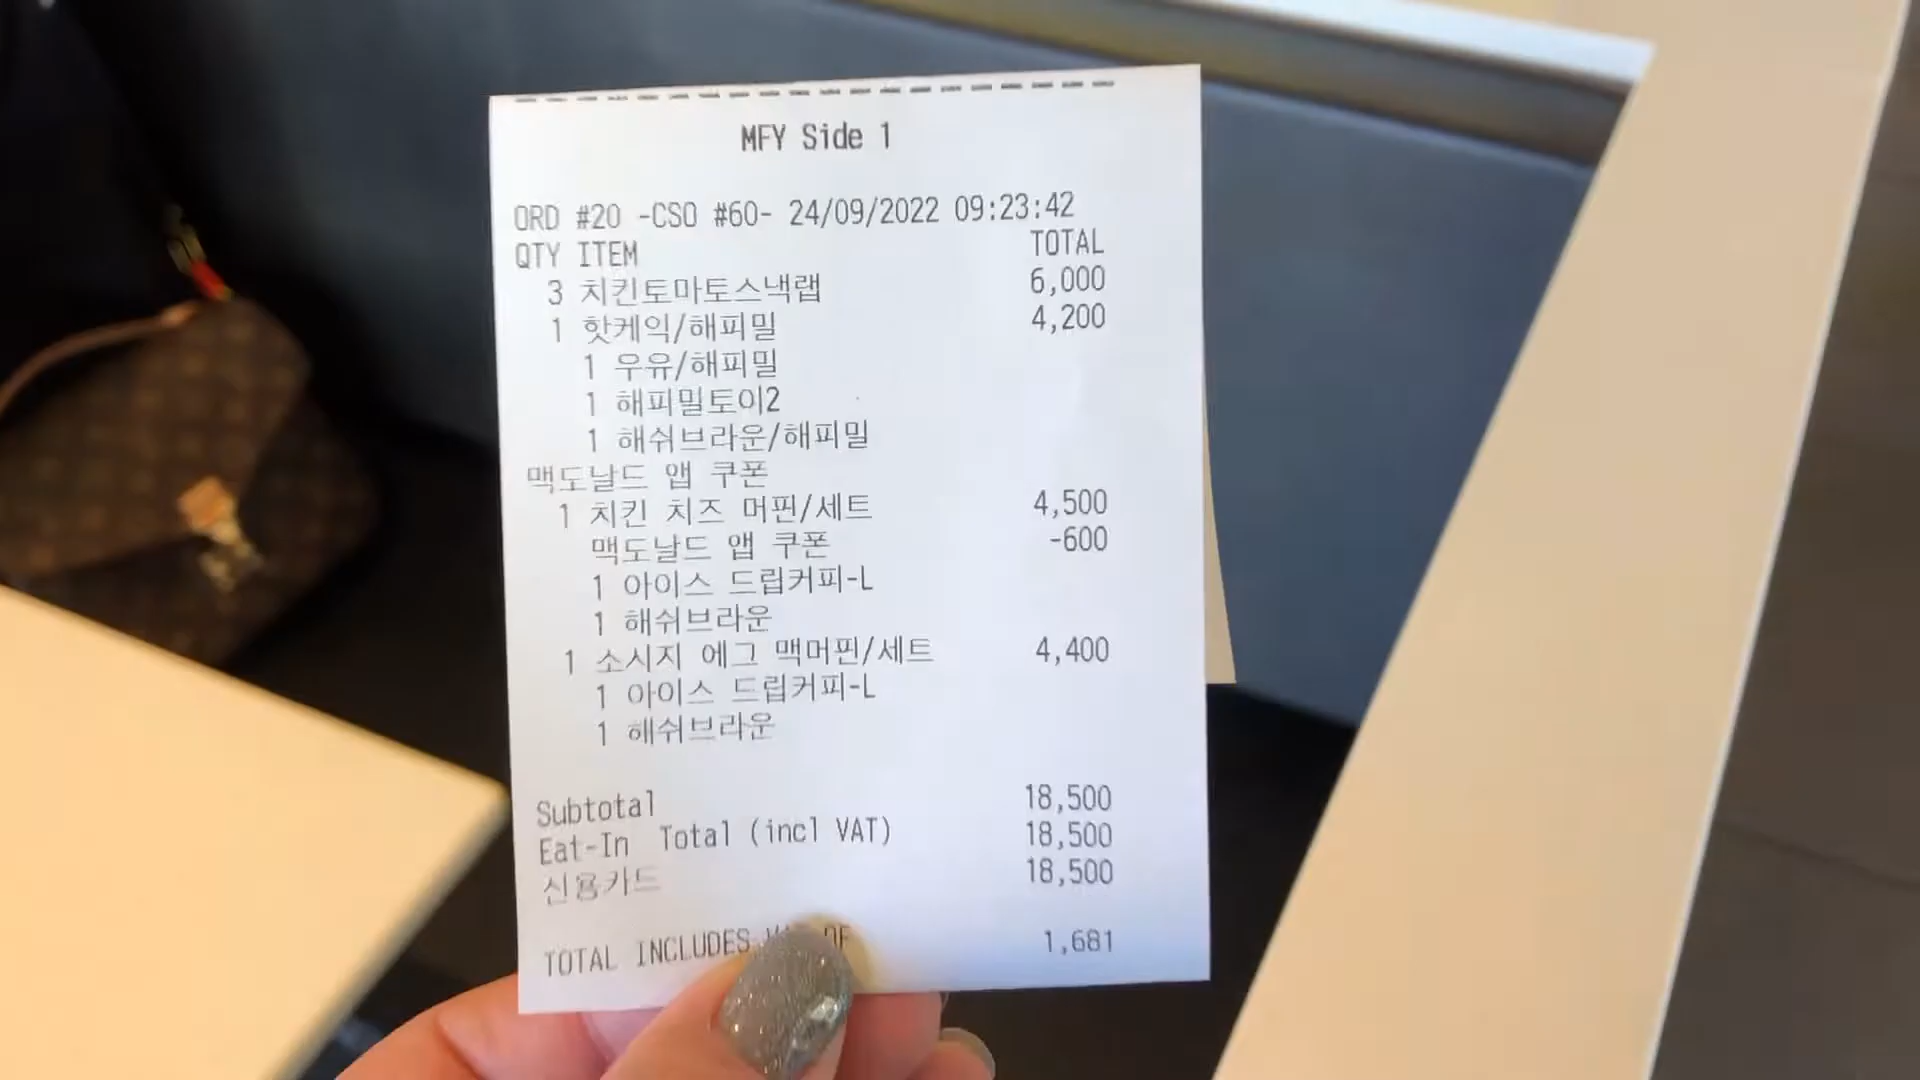 MFY Side 1
ORD #20 -CSO #60- 24/09/2022 09:23:42
QTY ITEM TOTAL
3 치킨토마토스낵랩 6,000
1 핫케익/해피밀 4,200
1 우유/해피밀
1 해피밀토이2
1 해쉬브라운/해피밀
맥도날드 앱 쿠폰
1 치킨 치즈 머핀/세트 4,500
맥도날드 앱 쿠폰 -600
1 아이스 드립커피-L
1 해쉬브라운
1 소시지 에그 맥머핀/세트 4,400
1 아이스 드립커피-L
1 해쉬브라운
Subtotal 18,500
Eat-In Total (incl VAT) 18,500
신용카드 18,500
TOTAL INCLUDES OF 1,681